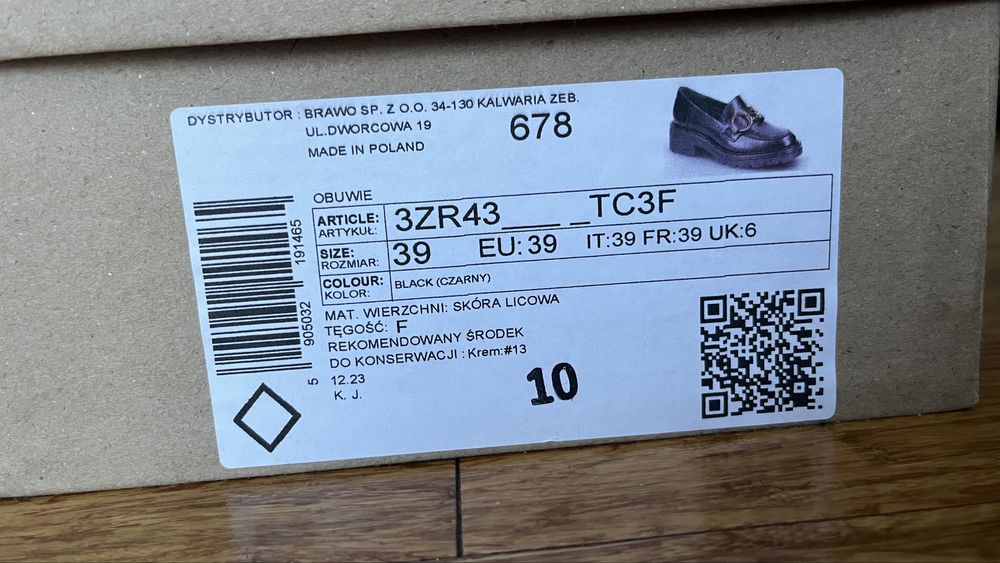 DYSTRYBUTOR : BRAWO SP. Z O.O. 34-130 KALWARIA ZEB.
UL.DWORCOWA 19
678
MADE IN POLAND
OBUWIE
ARTICLE: 3ZR43___ _TC3F
ARTYKUŁ:
SIZE: 39 EU: 39 IT:39 FR:39 UK:6
ROZMIAR:
COLOUR: BLACK (CZARNY)
KOLOR:
MAT. WIERZCHNI: SKÓRA LICOWA
TĘGOŚĆ: F
REKOMENDOWANY ŚRODEK
DO KONSERWACJI : Krem:#13
12.23
K. J.
10
5 905032 191465